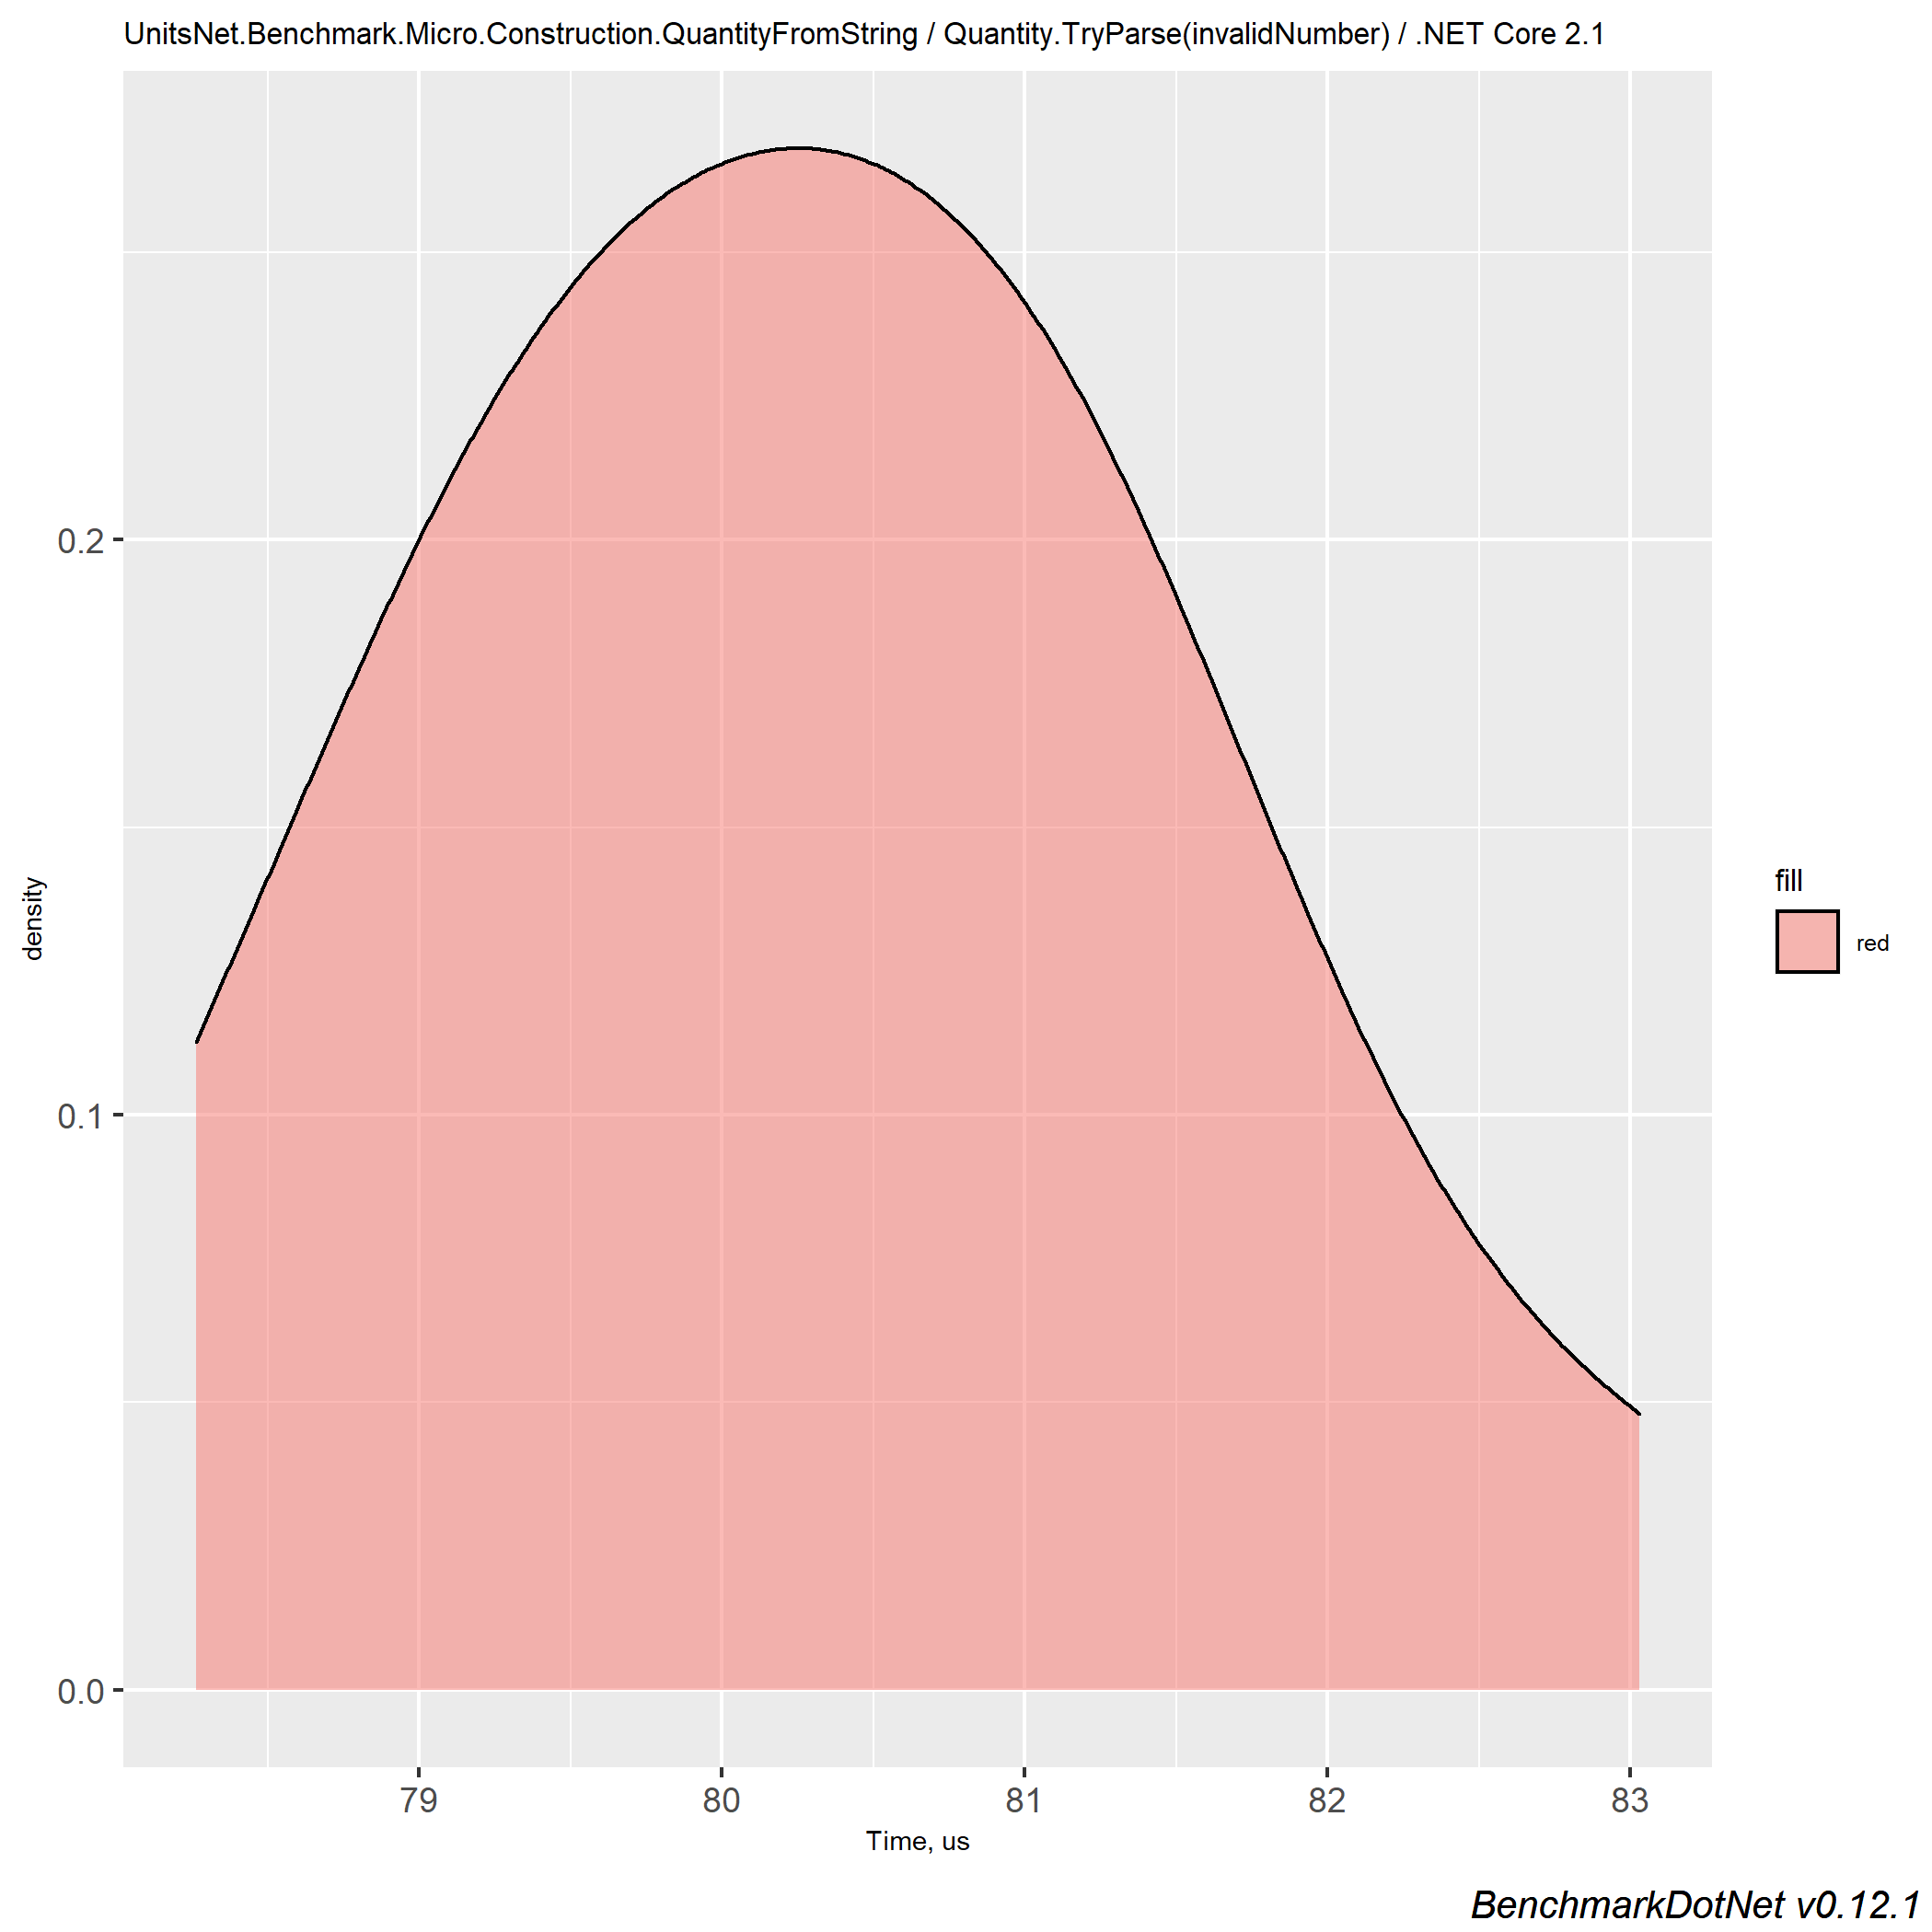 UnitsNet.Benchmark.Micro.Construction.QuantityFromString / Quantity.TryParse(invalidNumber) / .NET Core 2.1
0.2
0.1
0.0
density
79 80 81 82 83
Time, us
fill
red
BenchmarkDotNet v0.12.1